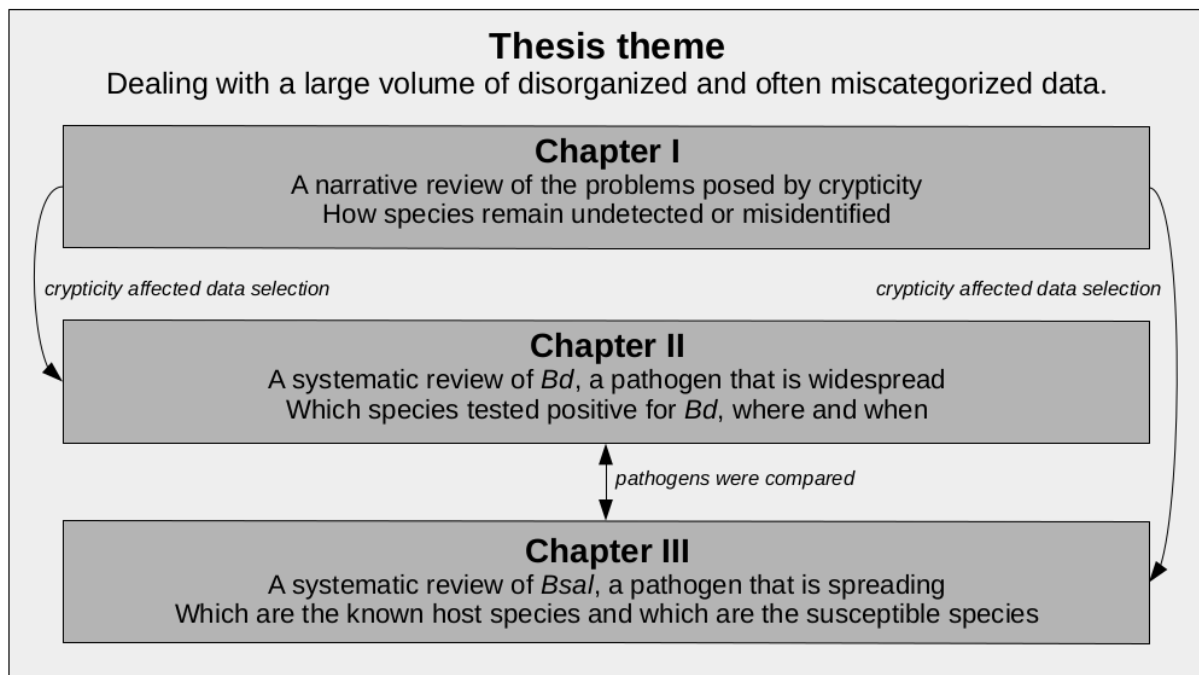 Thesis theme
Dealing with a large volume of disorganized and often miscategorized data.
Chapter I
A narrative review of the problems posed by crypticity
How species remain undetected or misidentified
crypticity affected data selection
crypticity affected data selection
Chapter II
A systematic review of Bd, a pathogen that is widespread
Which species tested positive for Bd, where and when
pathogens were compared
Chapter III
A systematic review of Bsal, a pathogen that is spreading
Which are the known host species and which are the susceptible species